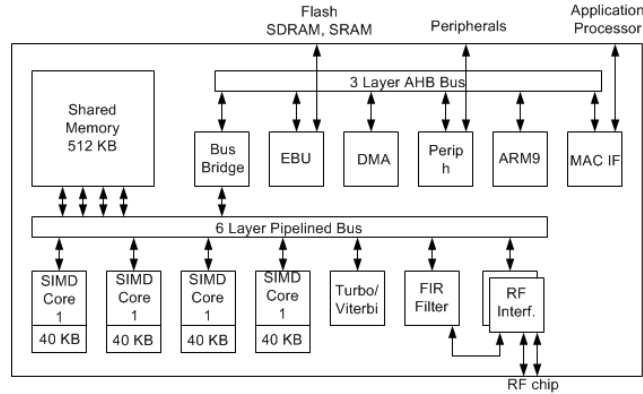 Flash
SDRAM, SRAM
Peripherals
Application
Processor
3 Layer AHB Bus
Shared
Memory
512 KB
Bus
Bridge
EBU
DMA
Perip
h
ARM9
MAC IF
6 Layer Pipelined Bus
SIMD
Core
1
40 KB
SIMD
Core
1
40 KB
SIMD
Core
1
40 KB
SIMD
Core
1
40 KB
Turbo/
Viterbi
FIR
Filter
RF
Interf.
RF chip